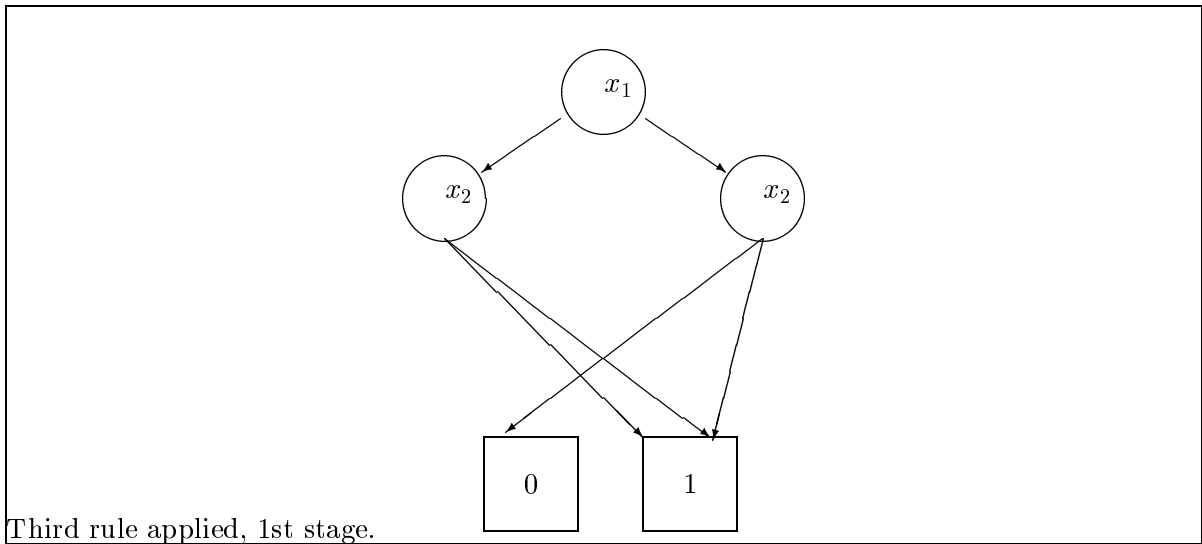 x₁
x₂ x₂
0 1
Third rule applied, 1st stage.